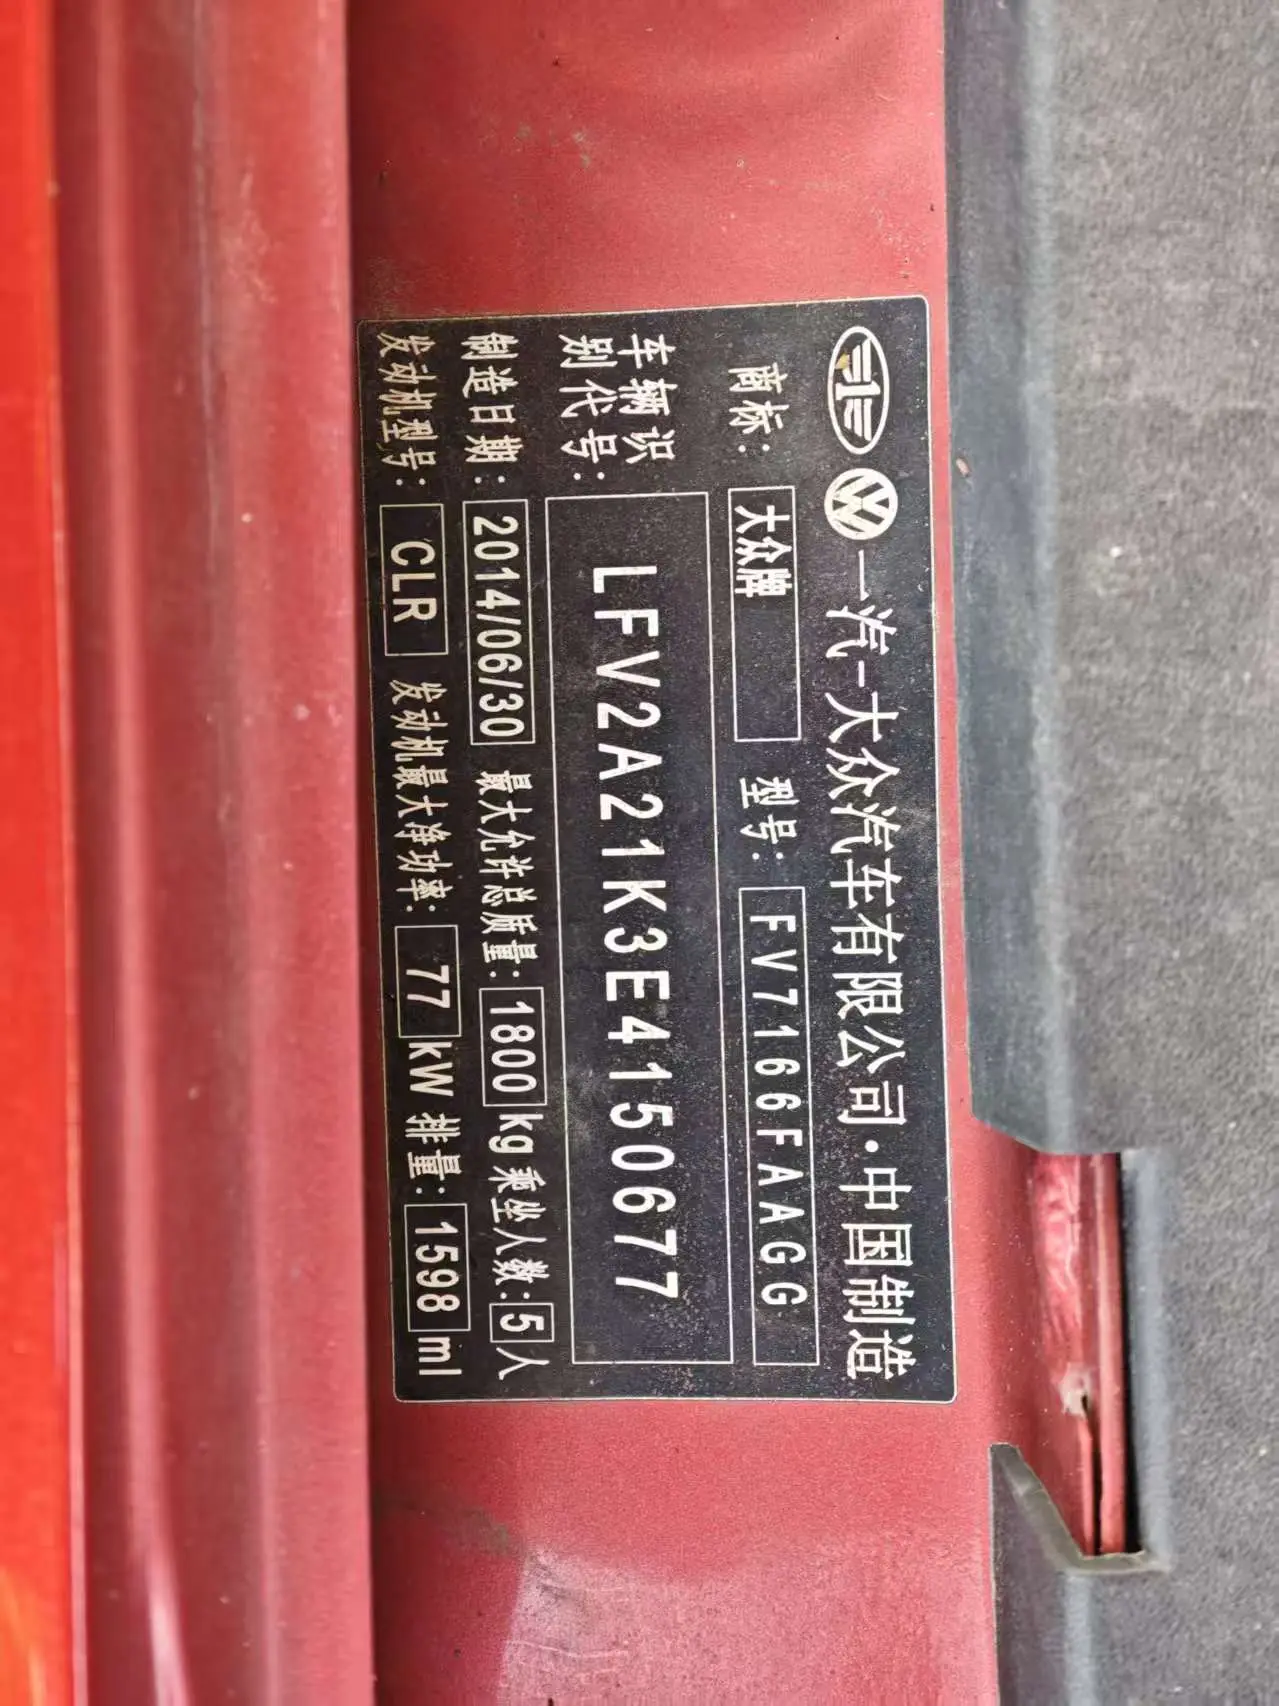 一汽-大众汽车有限公司·中国制造
商标: 大众牌 型号: FV7166FAAGG
车辆识别代号: LFV2A21K3E4150677
制造日期: 2014/06/30 最大允许总质量: 1800 kg 乘坐人数: 5 人
发动机型号: CLR 发动机最大净功率: 77 kW 排量: 1598 ml